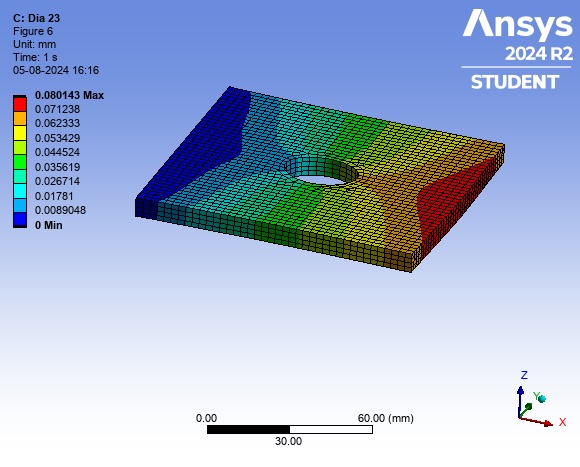 C: Dia 23
Figure 6
Unit: mm
Time: 1 s
05-08-2024 16:16
0.080143 Max
0.071238
0.062333
0.053429
0.044524
0.035619
0.026714
0.01781
0.0089048
0 Min
Ansys
2024 R2
STUDENT
0.00
60.00 (mm)
30.00
Z
Y
X